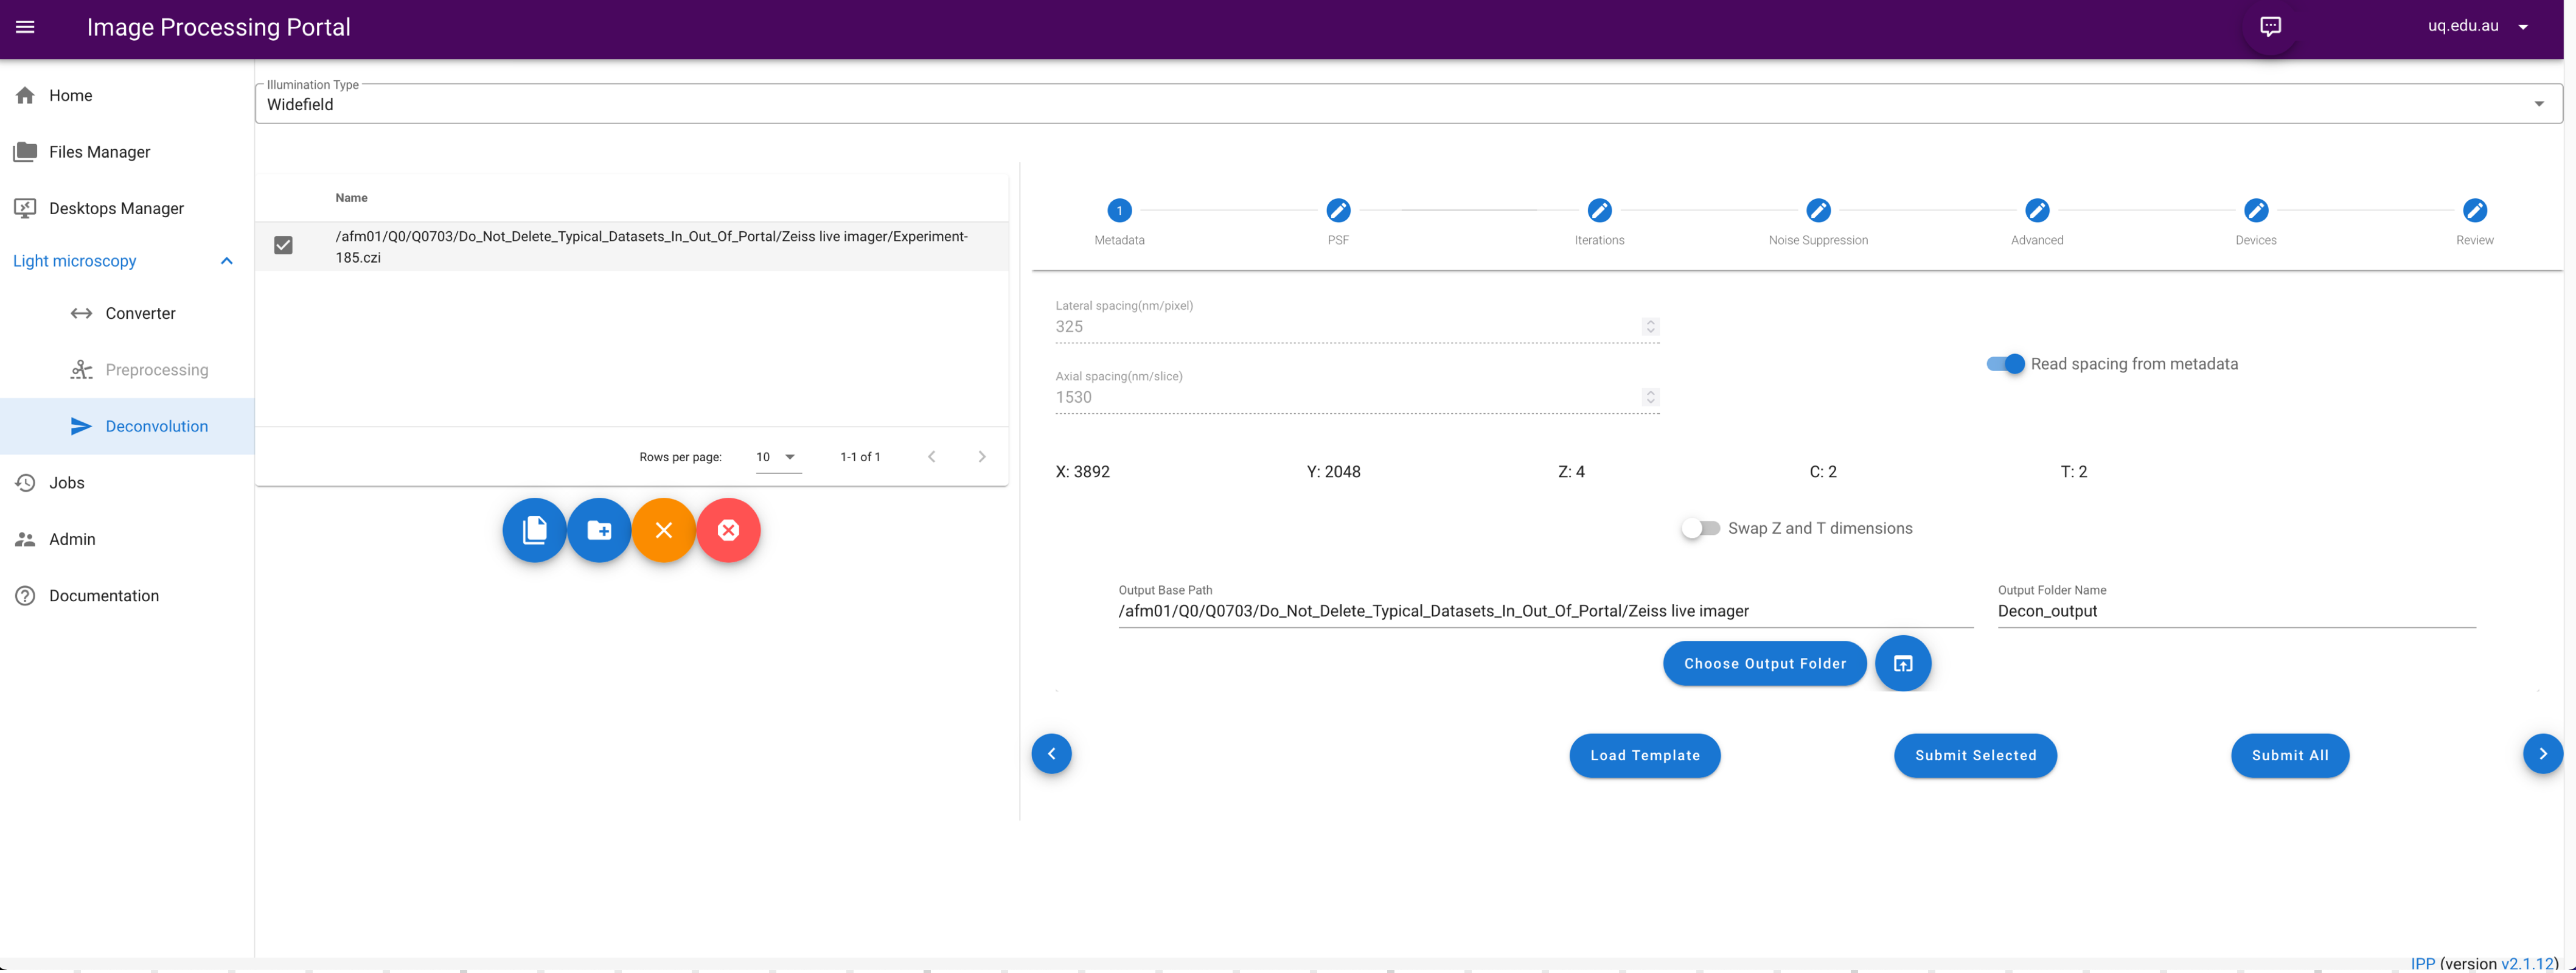 Image Processing Portal
uq.edu.au
Home
Files Manager
Desktops Manager
Light microscopy
Converter
Preprocessing
Deconvolution
Jobs
Admin
Documentation
Illumination Type
Widefield
Name
/afm01/Q0/Q0703/Do_Not_Delete_Typical_Datasets_In_Out_Of_Portal/Zeiss live imager/Experiment-
185.czi
Rows per page: 10 1-1 of 1
1
Metadata PSF Iterations Noise Suppression Advanced Devices Review
Lateral spacing(nm/pixel)
325
Axial spacing(nm/slice)
1530
Read spacing from metadata
X: 3892 Y: 2048 Z: 4 C: 2 T: 2
Swap Z and T dimensions
Output Base Path
/afm01/Q0/Q0703/Do_Not_Delete_Typical_Datasets_In_Out_Of_Portal/Zeiss live imager
Output Folder Name
Decon_output
Choose Output Folder
Load Template Submit Selected Submit All
IPP (version v2.1.12)